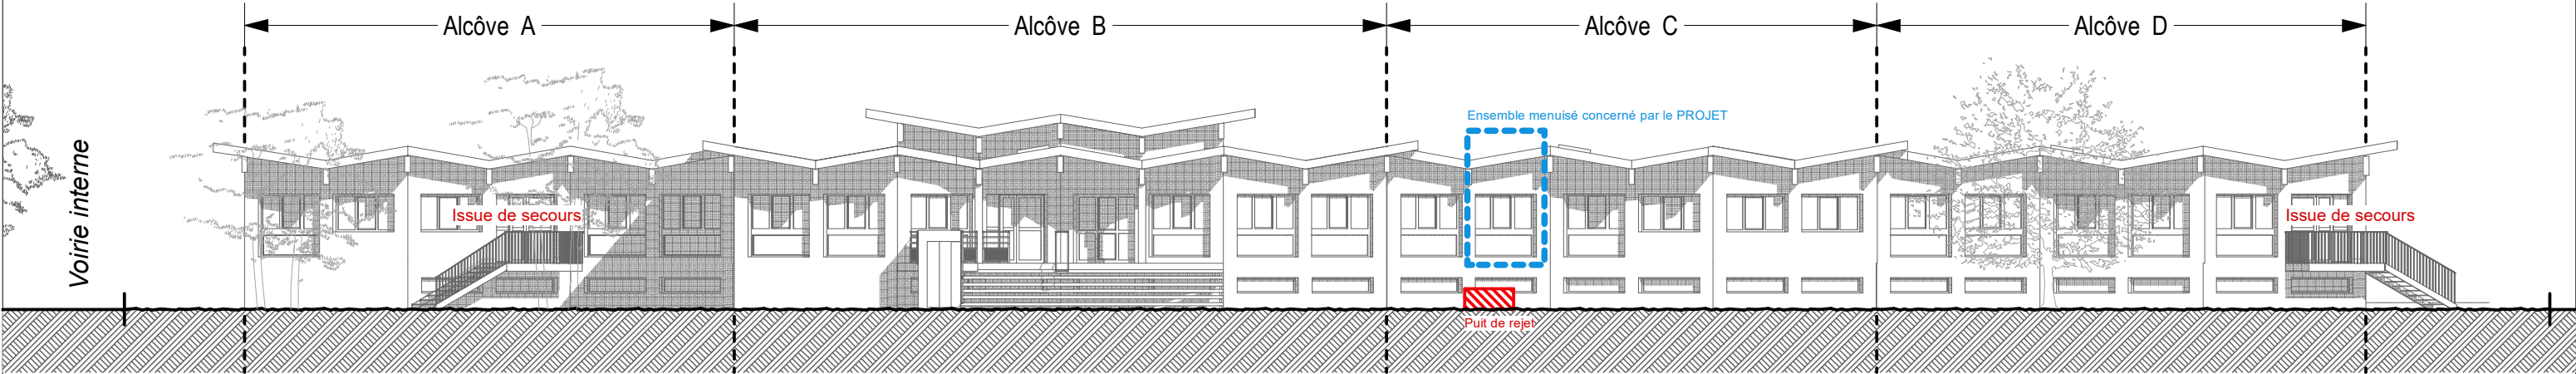 Alcôve A
Alcôve B
Alcôve C
Alcôve D
Voirie interne
Ensemble menuisé concerné par le PROJET
Issue de secours
Issue de secours
Puit de rejet